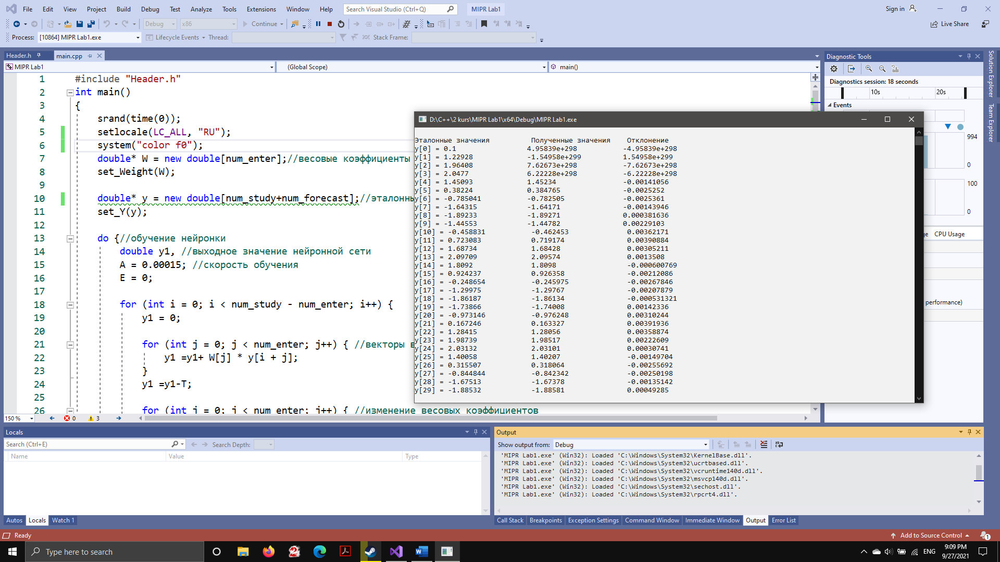 File Edit View Project Build Debug Test Analyze Tools Extensions Window Help Search Visual Studio (Ctrl+Q) MIPR Lab1 Sign in
Debug x86 Continue Live Share
Process: [10864] MIPR Lab1.exe Lifecycle Events Thread: Stack Frame:
Header.h main.cpp
MIPR Lab1 (Global Scope) main()
1 #include "Header.h"
2 int main()
3 {
4 srand(time(0));
5 setlocale(LC_ALL, "RU");
6 system("color f0");
7 double* W = new double[num_enter];//весовые коэффициенты
8 set_Weight(W);
9
10 double* y = new double[num_study+num_forecast];//эталонны
11 set_Y(y);
12
13 do {//обучение нейронки
14 double y1, //выходное значение нейронной сети
15 A = 0.00015; //скорость обучения
16 E = 0;
17
18 for (int i = 0; i < num_study - num_enter; i++) {
19 y1 = 0;
20
21 for (int j = 0; j < num_enter; j++) { //векторы в
22 y1 =y1+ W[j] * y[i + j];
23 }
24 y1 =y1-T;
25
26 for (int j = 0; j < num_enter; j++) { //изменение весовых коэффициентов
150 % 0 3
D:\C++\2 kurs\MIPR Lab1\x64\Debug\MIPR Lab1.exe
Эталонные значения Полученные значения Отклонение
y[0] = 0.1 4.95839e+298 -4.95839e+298
y[1] = 1.22928 -1.54958e+299 1.54958e+299
y[2] = 1.96408 7.62673e+298 -7.62673e+298
y[3] = 2.0477 6.22228e+298 -6.22228e+298
y[4] = 1.45093 1.45234 -0.00141056
y[5] = 0.38224 0.384765 -0.0025252
y[6] = -0.785041 -0.782505 -0.0025361
y[7] = -1.64315 -1.64171 -0.00143946
y[8] = -1.89233 -1.89271 0.000381636
y[9] = -1.44553 -1.44782 0.00229103
y[10] = -0.458831 -0.462453 0.00362171
y[11] = 0.723083 0.719174 0.00390884
y[12] = 1.68734 1.68428 0.00305211
y[13] = 2.09709 2.09574 0.0013508
y[14] = 1.8092 1.8098 -0.000600769
y[15] = 0.924237 0.926358 -0.00212086
y[16] = -0.248654 -0.245975 -0.00267846
y[17] = -1.29975 -1.29767 -0.00207879
y[18] = -1.86187 -1.86134 -0.000531321
y[19] = -1.73866 -1.74008 0.00142336
y[20] = -0.973146 -0.976248 0.00310244
y[21] = 0.167246 0.163327 0.00391936
y[22] = 1.28415 1.28056 0.00358874
y[23] = 1.98739 1.98517 0.00222609
y[24] = 2.03132 2.03101 0.00030741
y[25] = 1.40058 1.40207 -0.00149704
y[26] = 0.315507 0.318064 -0.00255692
y[27] = -0.844844 -0.842342 -0.00250198
y[28] = -1.67513 -1.67378 -0.00135142
y[29] = -1.88532 -1.88581 0.00049285
Diagnostic Tools
Diagnostics session: 18 seconds
10s 20s
Events
994
0
100
0
ge CPU Usage
performance)
Solution Explorer
Team Explorer
Locals
Search (Ctrl+E) Search Depth:
Name Value Type
Autos Locals Watch 1
Output
Show output from: Debug
'MIPR Lab1.exe' (Win32): Loaded 'C:\Windows\System32\KernelBase.dll'.
'MIPR Lab1.exe' (Win32): Loaded 'C:\Windows\System32\ucrtbased.dll'.
'MIPR Lab1.exe' (Win32): Loaded 'C:\Windows\System32\vcruntime140d.dll'.
'MIPR Lab1.exe' (Win32): Loaded 'C:\Windows\System32\msvcp140d.dll'.
'MIPR Lab1.exe' (Win32): Loaded 'C:\Windows\System32\sechost.dll'.
'MIPR Lab1.exe' (Win32): Loaded 'C:\Windows\System32\rpcrt4.dll'.
Call Stack Breakpoints Exception Settings Command Window Immediate Window Output Error List
Ready Add to Source Control 1
Type here to search ENG 9:09 PM
9/27/2021